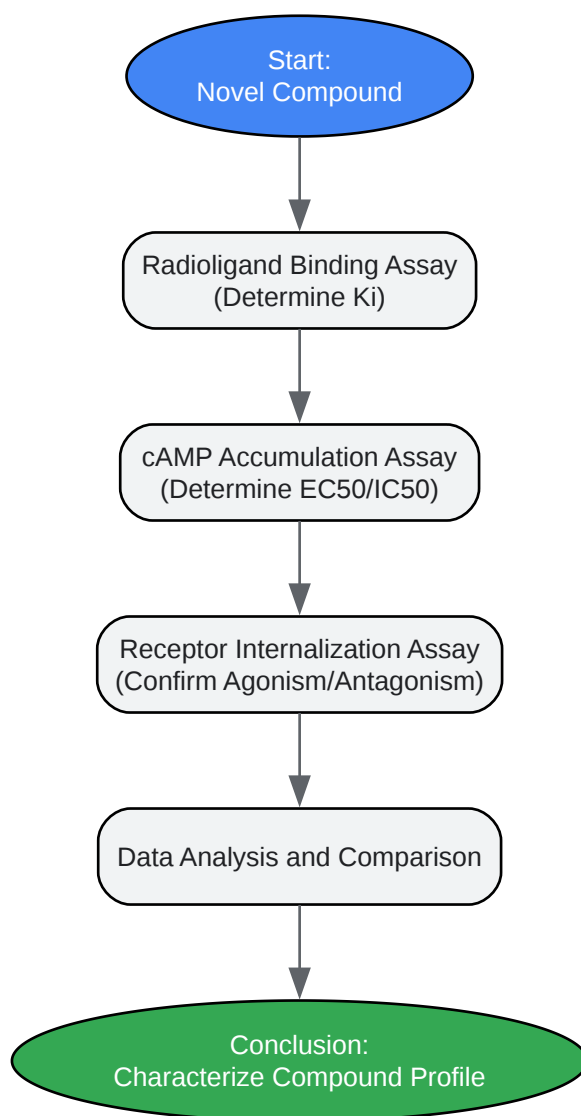 Start:
Novel Compound
Radioligand Binding Assay
(Determine Ki)
cAMP Accumulation Assay
(Determine EC50/IC50)
Receptor Internalization Assay
(Confirm Agonism/Antagonism)
Data Analysis and Comparison
Conclusion:
Characterize Compound Profile